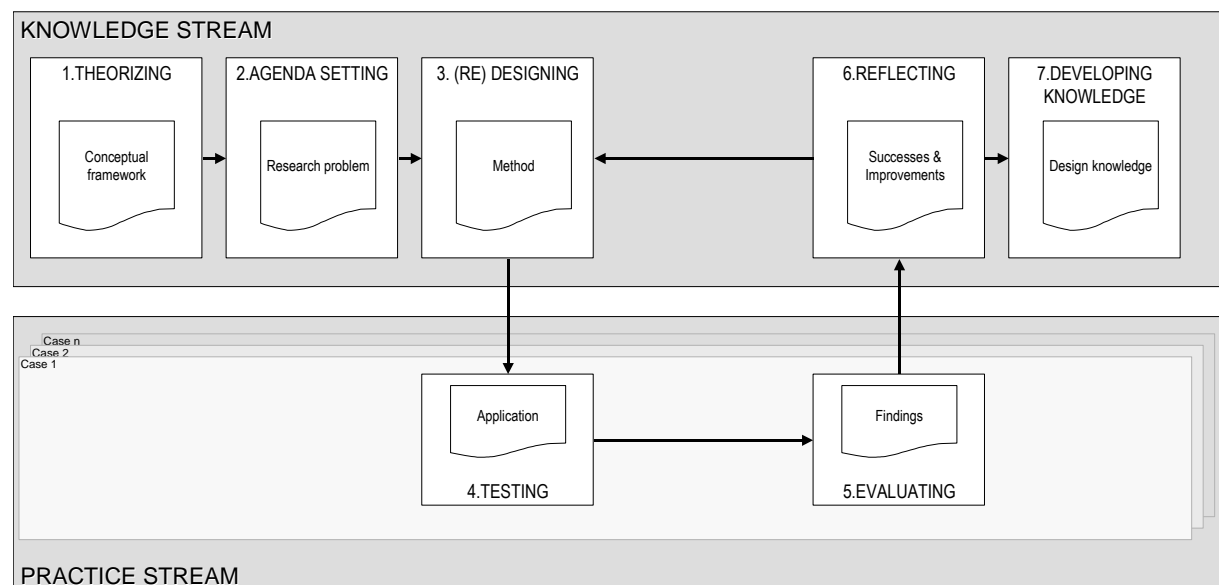 KNOWLEDGE STREAM
1.THEORIZING
Conceptual
framework
2.AGENDA SETTING
Research problem
3. (RE) DESIGNING
Method
6.REFLECTING
Successes &
Improvements
7.DEVELOPING
KNOWLEDGE
Design knowledge
Case n
Case 2
Case 1
Application
4.TESTING
Findings
5.EVALUATING
PRACTICE STREAM